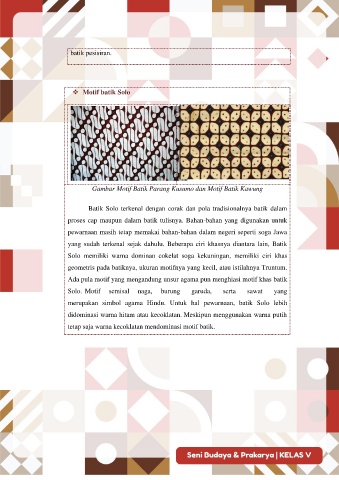 batik pesisiran.
❖ Motif batik Solo
Gambar Motif Batik Parang Kusumo dan Motif Batik Kawung
Batik Solo terkenal dengan corak dan pola tradisionalnya batik dalam
proses cap maupun dalam batik tulisnya. Bahan-bahan yang digunakan untuk
pewarnaan masih tetap memakai bahan-bahan dalam negeri seperti soga Jawa
yang sudah terkenal sejak dahulu. Beberapa ciri khasnya diantara lain, Batik
Solo memiliki warna dominan cokelat soga kekuningan, memiliki ciri khas
geometris pada batiknya, ukuran motifnya yang kecil, atau istilahnya Truntum.
Ada pula motif yang mengandung unsur agama pun menghiasi motif khas batik
Solo. Motif semisal naga, burung garuda, serta sawat yang
merupakan simbol agama Hindu. Untuk hal pewarnaan, batik Solo lebih
didominasi warna hitam atau kecoklatan. Meskipun menggunakan warna putih
tetap saja warna kecoklatan mendominasi motif batik.
Seni Budaya & Prakarya | KELAS V